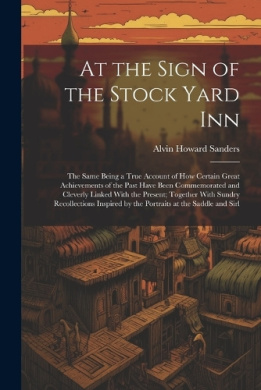 At the Sign of
the Stock Yard
Inn
Alvin Howard Sanders
The Same Being a True Account of How Certain Great
Achievements of the Past Have Been Commemorated and
Cleverly Linked With the Present; Together With Sundry
Recollections Inspired by the Portraits at the Saddle and Sirl